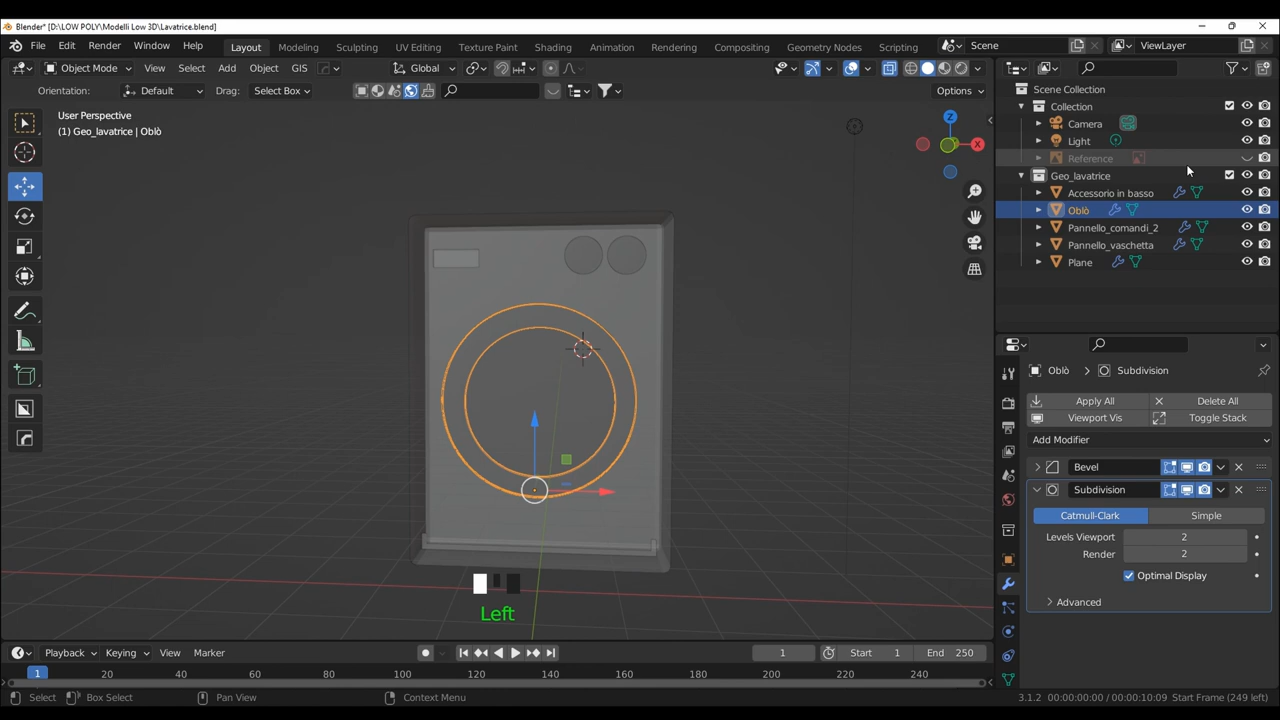 Blender* [D:\LOW POLY\Modelli Low 3D\Lavatrice.blend]
File Edit Render Window Help Layout Modeling Sculpting UV Editing Texture Paint Shading Animation Rendering Compositing Geometry Nodes Scripting Scene ViewLayer
Object Mode View Select Add Object GIS Global
Orientation: Default Drag: Select Box Options
User Perspective
(1) Geo_lavatrice | Oblò
Z
X
Left
Scene Collection
Collection
Camera
Light
Reference
Geo_lavatrice
Accessorio in basso
Oblò
Pannello_comandi_2
Pannello_vaschetta
Plane
Oblò > Subdivision
Apply All Delete All
Viewport Vis Toggle Stack
Add Modifier
Bevel
Subdivision
Catmull-Clark Simple
Levels Viewport 2
Render 2
Optimal Display
Advanced
Playback Keying View Marker 1 Start 1 End 250
1 20 40 60 80 100 120 140 160 180 200 220 240
Select Box Select Pan View Context Menu 3.1.2 00:00:00:00 / 00:00:10:09 Start Frame (249 left)